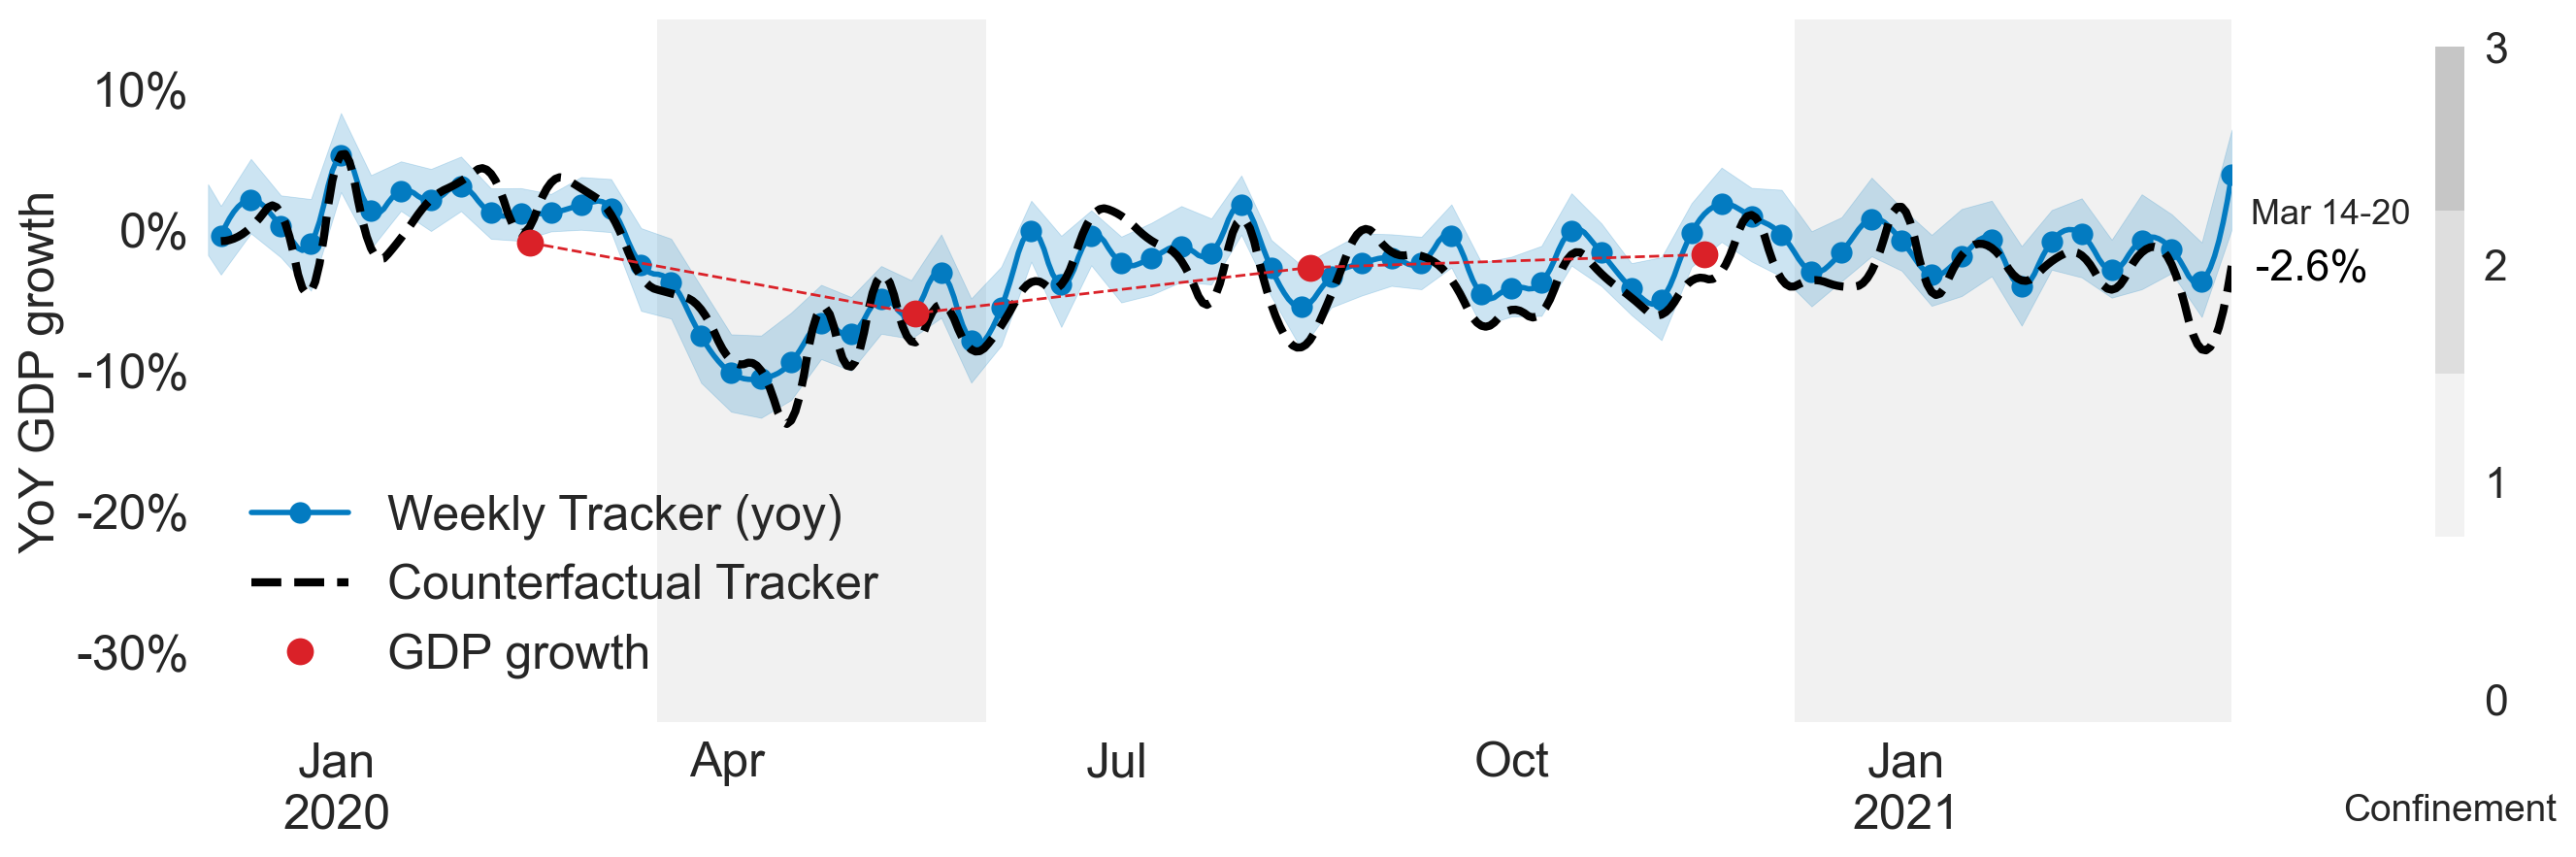 YoY GDP growth
10%
0%
-10%
-20%
-30%
Weekly Tracker (yoy)
Counterfactual Tracker
GDP growth
Jan
2020
Apr
Jul
Oct
Jan
2021
Mar 14-20
-2.6%
3
2
1
0
Confinement